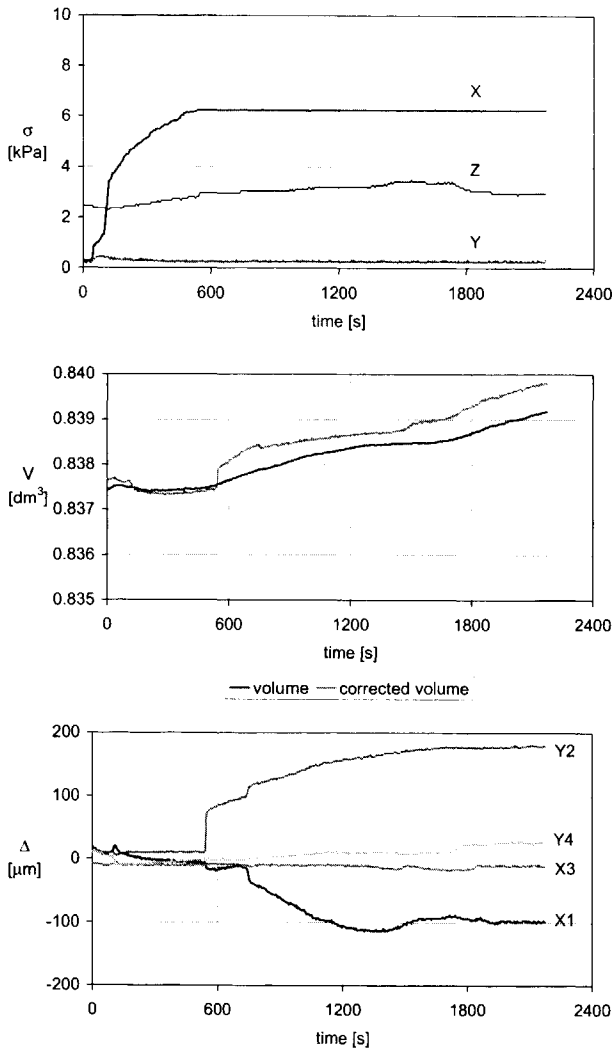 10
8
6
4
2
0
σ
[kPa]
X
Z
Y
0
600
1200
1800
2400
time [s]
0.840
0.839
0.838
0.837
0.836
0.835
V
[dm³]
0
600
1200
1800
2400
time [s]
volume
corrected volume
200
100
0
-100
-200
Δ
[μm]
Y2
Y4
X3
X1
0
600
1200
1800
2400
time [s]